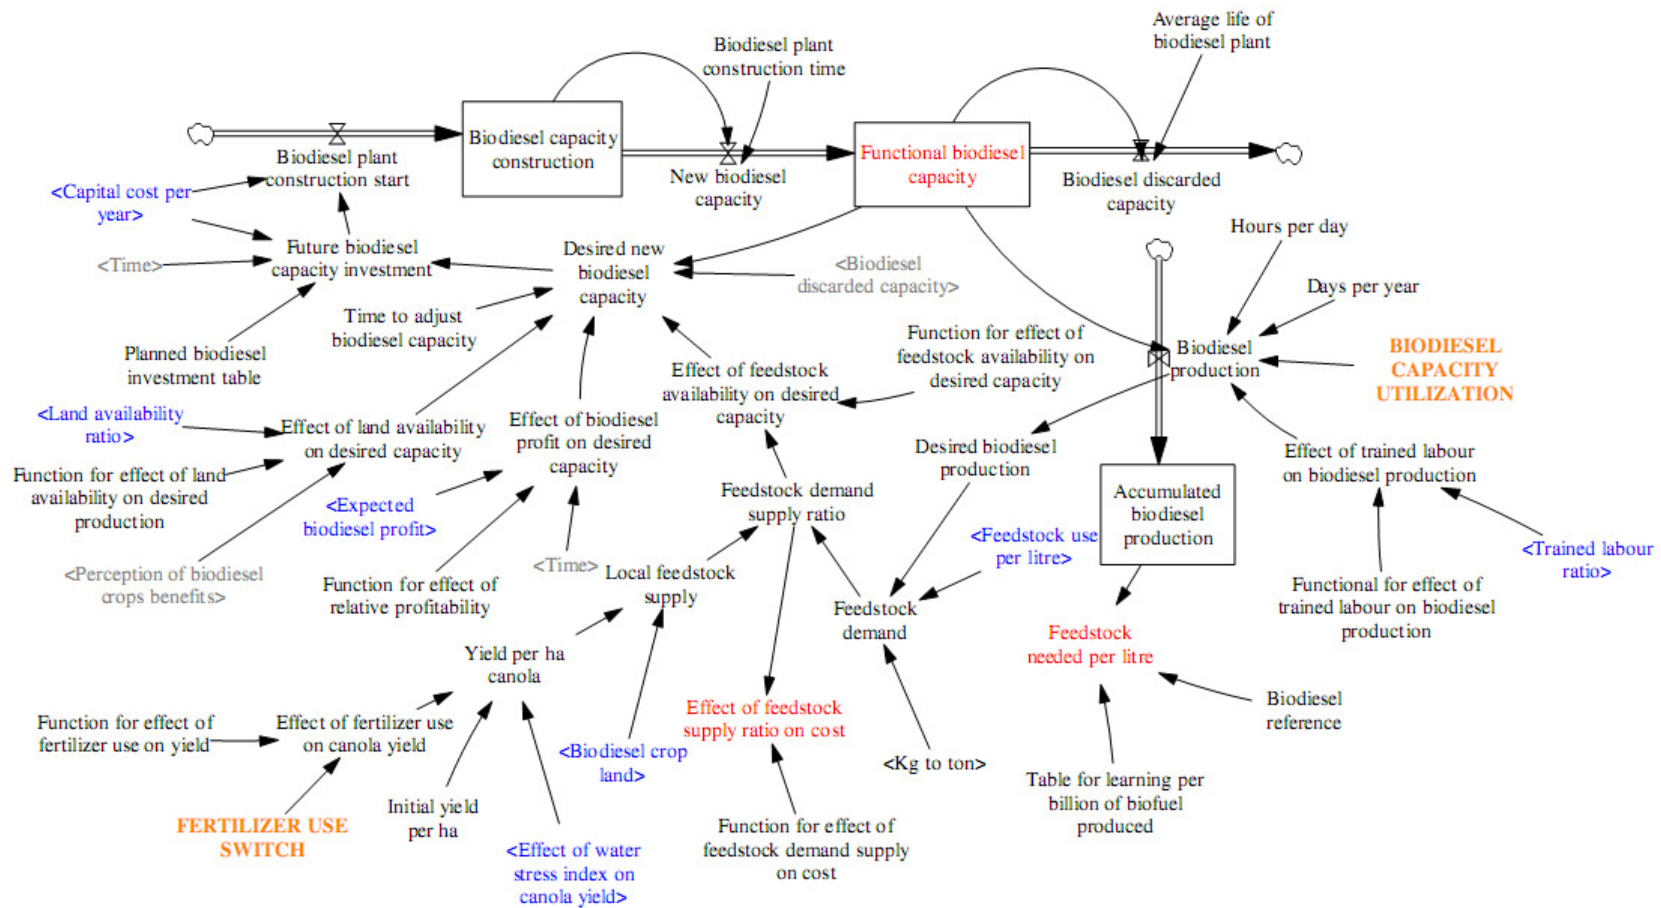 Average life of
biodiesel plant
Biodiesel plant
construction time
Biodiesel capacity
construction
Functional biodiesel
capacity
Biodiesel plant
construction start
New biodiesel
capacity
Biodiesel discarded
capacity
<Capital cost per
year>
Hours per day
<Time>
Future biodiesel
capacity investment
Desired new
biodiesel
capacity
<Biodiesel
discarded capacity>
Days per year
Time to adjust
biodiesel capacity
Planned biodiesel
investment table
Function for effect of
feedstock availability on
desired capacity
Biodiesel
production
BIODIESEL
CAPACITY
UTILIZATION
Effect of feedstock
availability on desired
capacity
<Land availability
ratio>
Effect of land availability
on desired capacity
Effect of biodiesel
profit on desired
capacity
Desired biodiesel
production
Effect of trained labour
on biodiesel production
Function for effect of land
availability on desired
production
<Expected
biodiesel profit>
Feedstock demand
supply ratio
Accumulated
biodiesel
production
<Feedstock use
per litre>
<Trained labour
ratio>
<Perception of biodiesel
crops benefits>
Function for effect of
relative profitability
<Time>
Local feedstock
supply
Feedstock
demand
Functional for effect of
trained labour on biodiesel
production
Feedstock
needed per litre
Yield per ha
canola
Biodiesel
reference
Function for effect of
fertilizer use on yield
Effect of fertilizer use
on canola yield
Effect of feedstock
supply ratio on cost
<Biodiesel crop
land>
<Kg to ton>
Table for learning per
billion of biofuel
produced
FERTILIZER USE
SWITCH
Initial yield
per ha
<Effect of water
stress index on
canola yield>
Function for effect of
feedstock demand supply
on cost